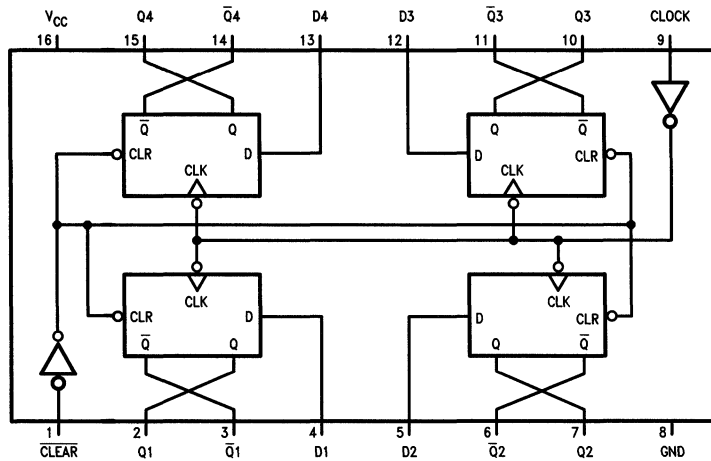 V_CC Q4 Q̅4 D4 D3 Q̅3 Q3 CLOCK
16 15 14 13 12 11 10 9
Q̅ Q Q Q̅
CLR D D CLR
CLK CLK
CLK CLK
CLR D D CLR
Q̅ Q Q Q̅
1 2 3 4 5 6 7 8
C̅L̅E̅A̅R̅ Q1 Q̅1 D1 D2 Q̅2 Q2 GND